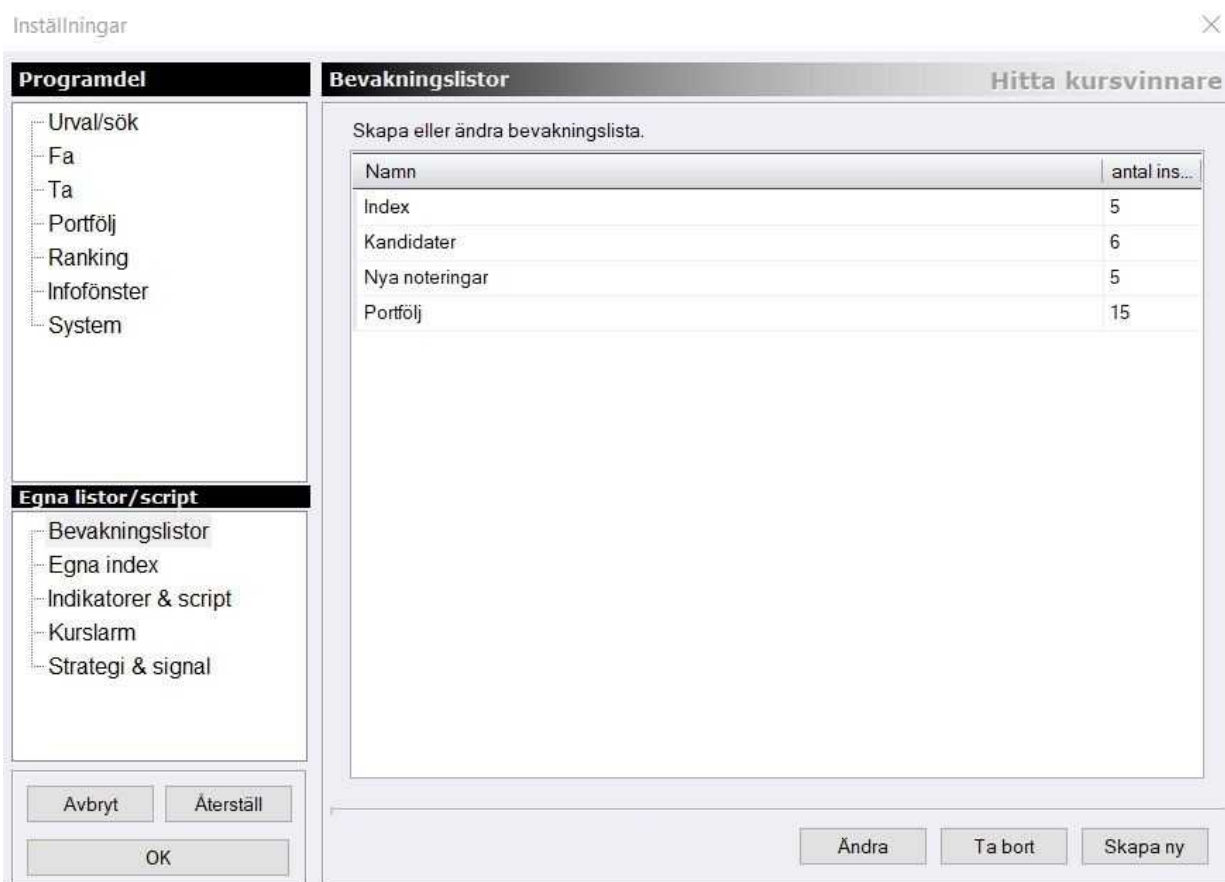 Inställningar
Programdel
Urval/sök
Fa
Ta
Portfölj
Ranking
Infofönster
System
Egna listor/script
Bevakningslistor
Egna index
Indikatorer & script
Kurslarm
Strategi & signal
Avbryt Återställ
OK
Bevakningslistor Hitta kursvinnare
Skapa eller ändra bevakningslista.
Namn antal ins...
Index 5
Kandidater 6
Nya noteringar 5
Portfölj 15
Ändra Ta bort Skapa ny